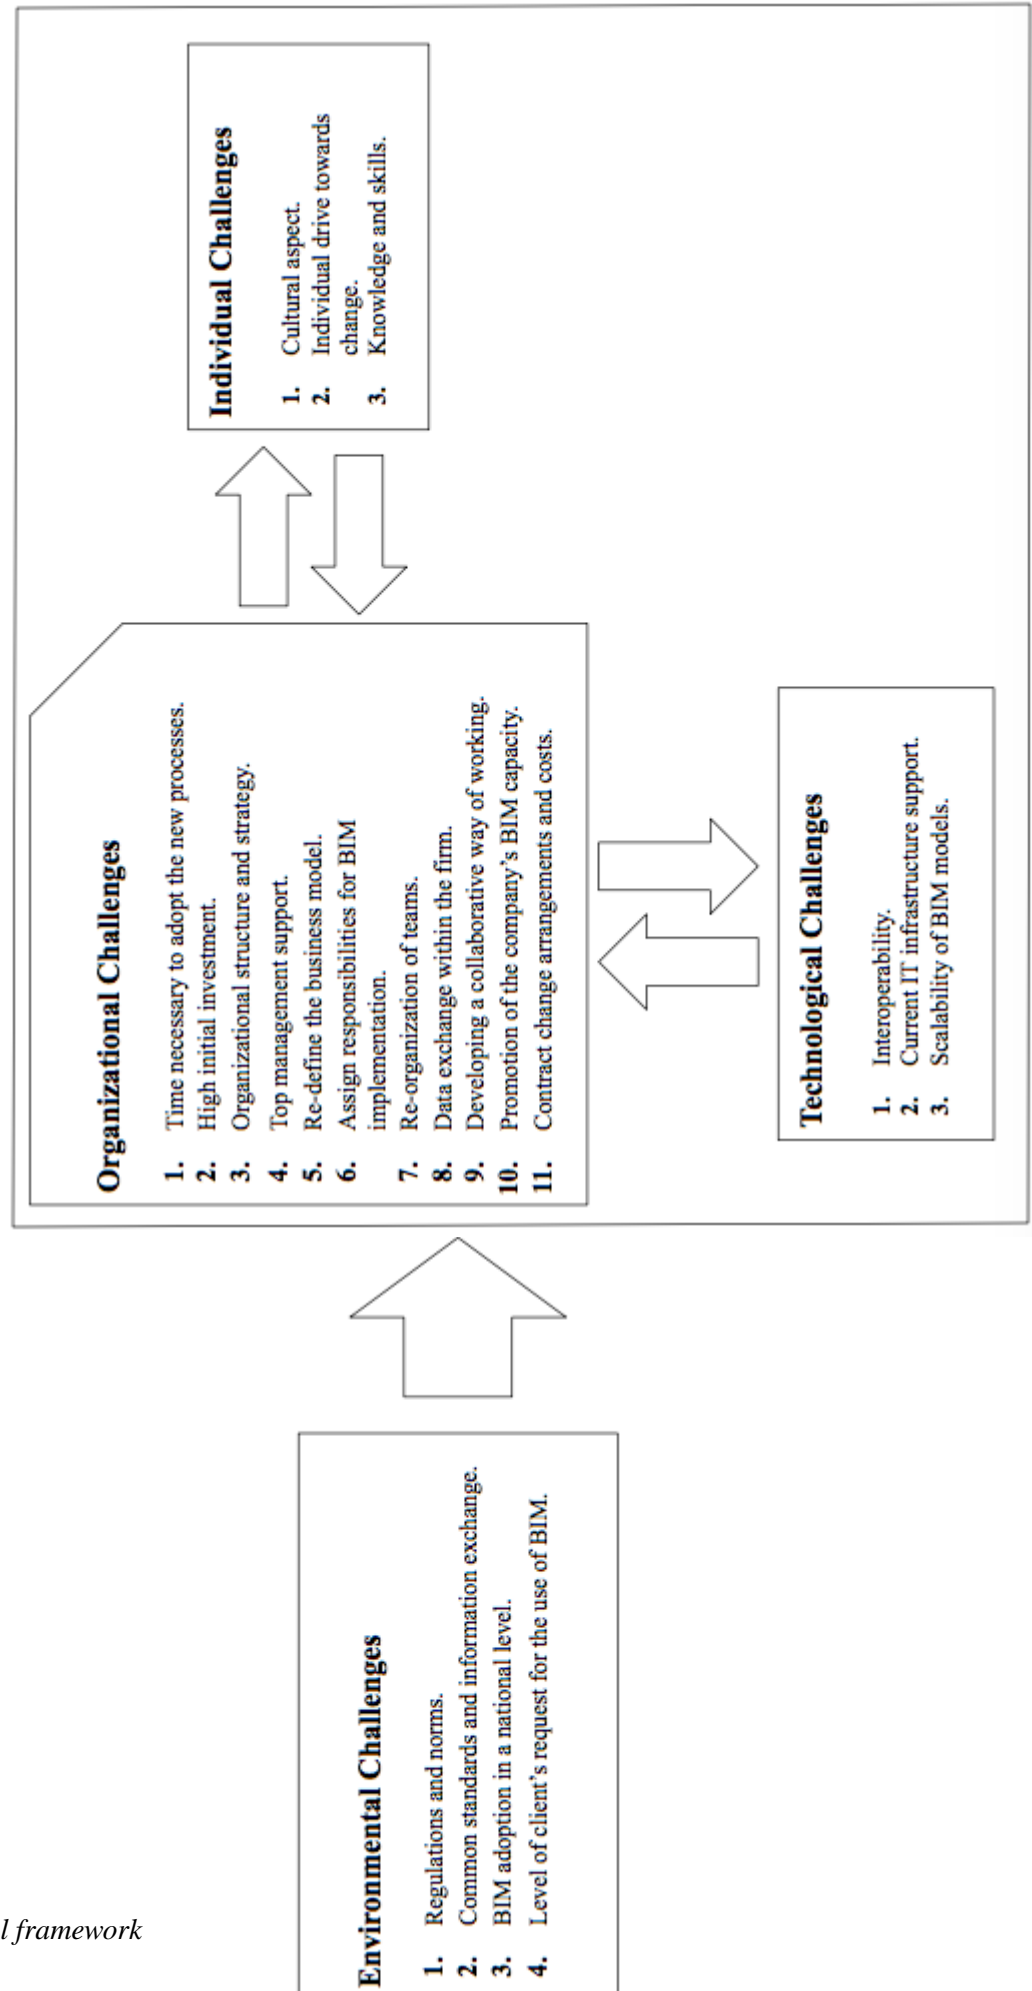 Environmental Challenges
1. Regulations and norms.
2. Common standards and information exchange.
3. BIM adoption in a national level.
4. Level of client's request for the use of BIM.
Organizational Challenges
1. Time necessary to adopt the new processes.
2. High initial investment.
3. Organizational structure and strategy.
4. Top management support.
5. Re-define the business model.
6. Assign responsibilities for BIM
implementation.
7. Re-organization of teams.
8. Data exchange within the firm.
9. Developing a collaborative way of working.
10. Promotion of the company's BIM capacity.
11. Contract change arrangements and costs.
Individual Challenges
1. Cultural aspect.
2. Individual drive towards
change.
3. Knowledge and skills.
Technological Challenges
1. Interoperability.
2. Current IT infrastructure support.
3. Scalability of BIM models.
l framework